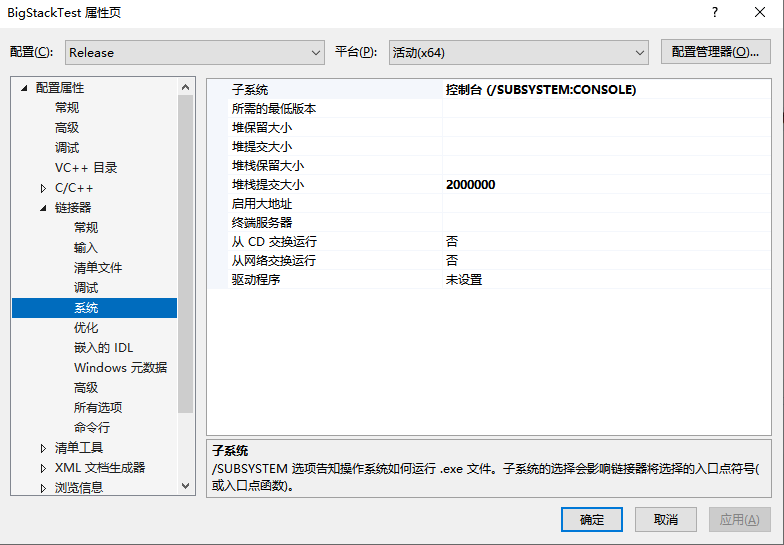 BigStackTest 属性页
配置(C): Release 平台(P): 活动(x64) 配置管理器(O)...
配置属性
常规
高级
调试
VC++ 目录
C/C++
链接器
常规
输入
清单文件
调试
系统
优化
嵌入的 IDL
Windows 元数据
高级
所有选项
命令行
清单工具
XML 文档生成器
浏览信息
子系统 控制台 (/SUBSYSTEM:CONSOLE)
所需的最低版本
堆保留大小
堆提交大小
堆栈保留大小
堆栈提交大小 2000000
启用大地址
终端服务器
从 CD 交换运行 否
从网络交换运行 否
驱动程序 未设置
子系统
/SUBSYSTEM 选项告知操作系统如何运行 .exe 文件。子系统的选择会影响链接器将选择的入口点符号(
或入口点函数)。
确定 取消 应用(A)